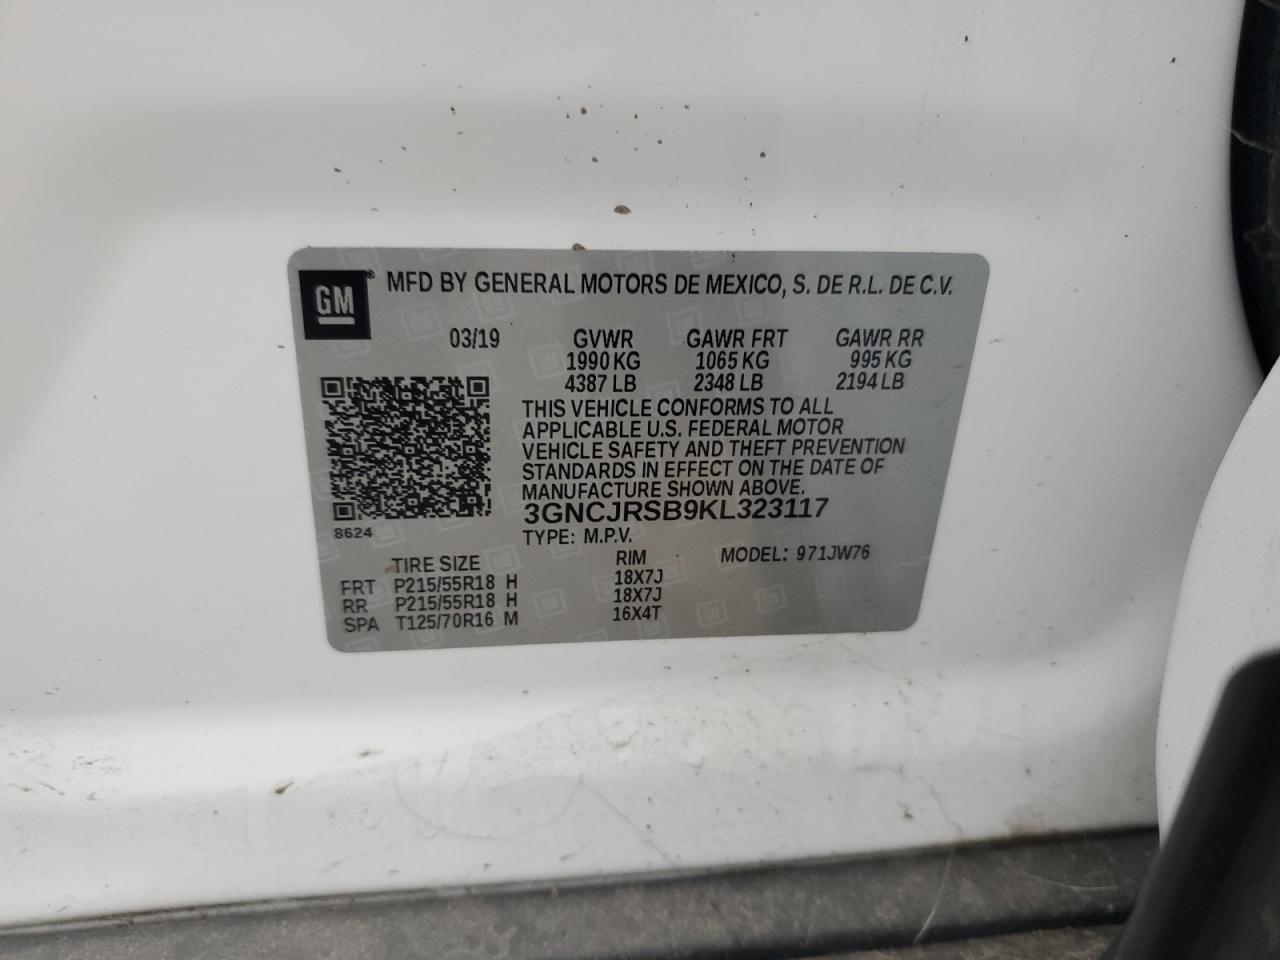 GM® MFD BY GENERAL MOTORS DE MEXICO, S. DE R.L. DE C.V.
03/19 GVWR GAWR FRT GAWR RR
1990 KG 1065 KG 995 KG
4387 LB 2348 LB 2194 LB
THIS VEHICLE CONFORMS TO ALL
APPLICABLE U.S. FEDERAL MOTOR
VEHICLE SAFETY AND THEFT PREVENTION
STANDARDS IN EFFECT ON THE DATE OF
MANUFACTURE SHOWN ABOVE.
3GNCJRSB9KL323117
8624 TYPE: M.P.V.
TIRE SIZE RIM MODEL: 971JW76
FRT P215/55R18 H 18X7J
RR P215/55R18 H 18X7J
SPA T125/70R16 M 16X4T